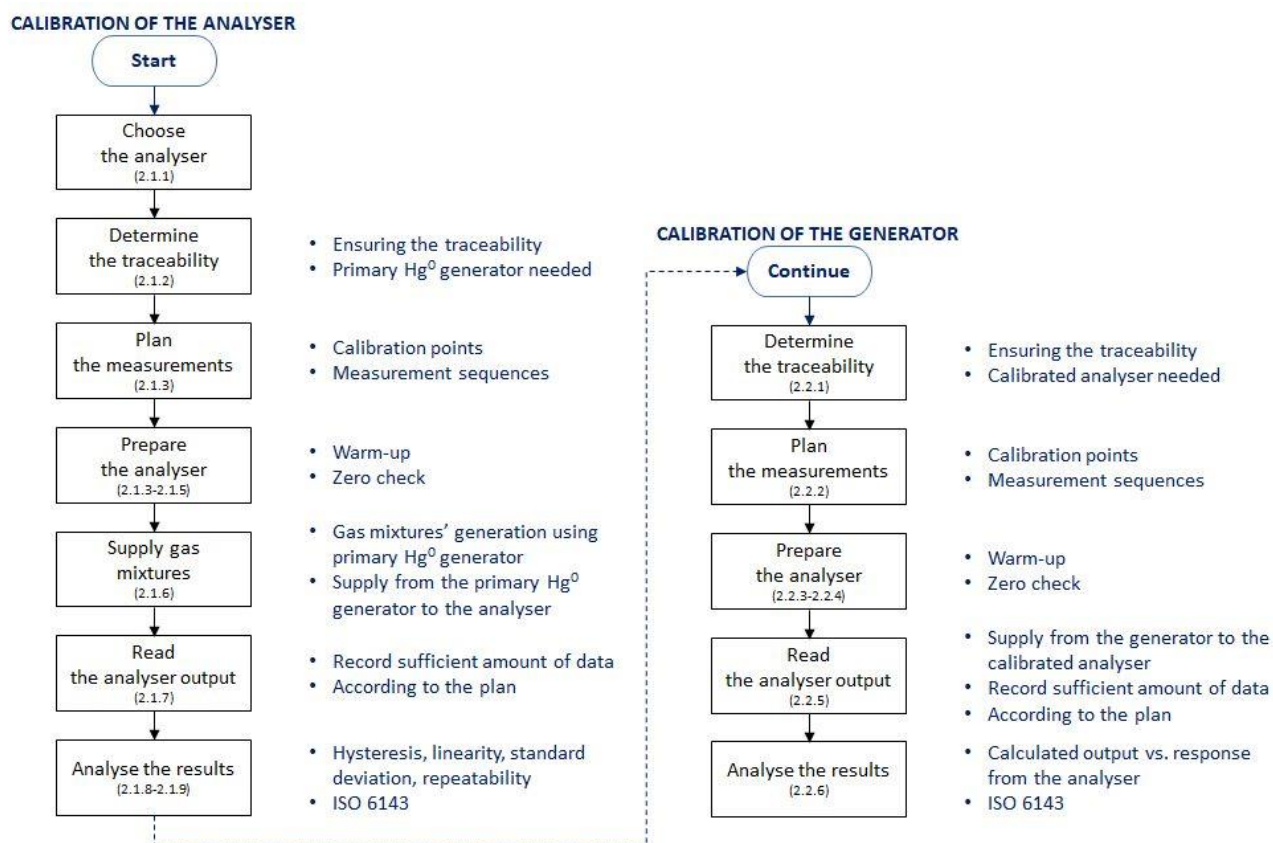 CALIBRATION OF THE ANALYSER
Start
Choose
the analyser
(2.1.1)
Determine
the traceability
(2.1.2)
• Ensuring the traceability
• Primary Hg⁰ generator needed
Plan
the measurements
(2.1.3)
• Calibration points
• Measurement sequences
Prepare
the analyser
(2.1.3-2.1.5)
• Warm-up
• Zero check
Supply gas
mixtures
(2.1.6)
• Gas mixtures’ generation using
primary Hg⁰ generator
• Supply from the primary Hg⁰
generator to the analyser
Read
the analyser output
(2.1.7)
• Record sufficient amount of data
• According to the plan
Analyse the results
(2.1.8-2.1.9)
• Hysteresis, linearity, standard
deviation, repeatability
• ISO 6143
CALIBRATION OF THE GENERATOR
Continue
Determine
the traceability
(2.2.1)
• Ensuring the traceability
• Calibrated analyser needed
Plan
the measurements
(2.2.2)
• Calibration points
• Measurement sequences
Prepare
the analyser
(2.2.3-2.2.4)
• Warm-up
• Zero check
Read
the analyser output
(2.2.5)
• Supply from the generator to the
calibrated analyser
• Record sufficient amount of data
• According to the plan
Analyse the results
(2.2.6)
• Calculated output vs. response
from the analyser
• ISO 6143